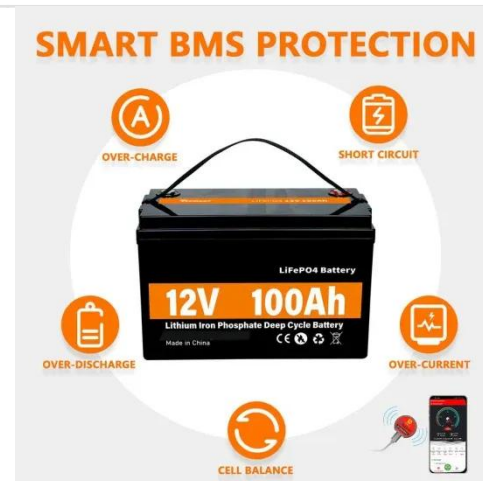 SMART BMS PROTECTION
A
OVER-CHARGE
SHORT CIRCUIT
LiFePO4 Battery
12V 100Ah
Lithium Iron Phosphate Deep Cycle Battery
Made in China
CE
OVER-DISCHARGE
OVER-CURRENT
CELL BALANCE